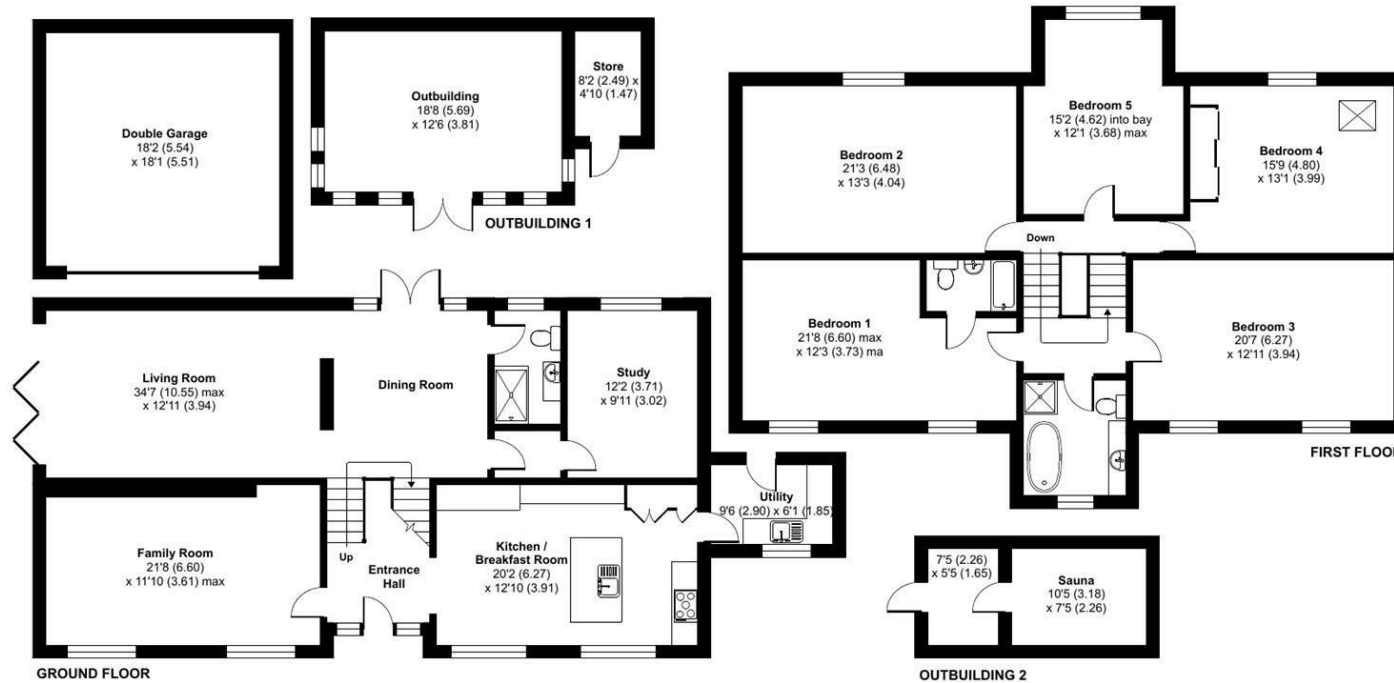 Double Garage
18'2 (5.54)
x 18'1 (5.51)
Outbuilding
18'8 (5.69)
x 12'6 (3.81)
Store
8'2 (2.49) x
4'10 (1.47)
OUTBUILDING 1
Living Room
34'7 (10.55) max
x 12'11 (3.94)
Dining Room
Study
12'2 (3.71)
x 9'11 (3.02)
Family Room
21'8 (6.60)
x 11'10 (3.61) max
Up
Entrance
Hall
Kitchen /
Breakfast Room
20'2 (6.27)
x 12'10 (3.91)
Utility
9'6 (2.90) x 6'1 (1.85)
GROUND FLOOR
Bedroom 2
21'3 (6.48)
x 13'3 (4.04)
Bedroom 5
15'2 (4.62) into bay
x 12'1 (3.68) max
Bedroom 4
15'9 (4.80)
x 13'1 (3.99)
Down
Bedroom 1
21'8 (6.60) max
x 12'3 (3.73) ma
Bedroom 3
20'7 (6.27)
x 12'11 (3.94)
FIRST FLOOR
7'5 (2.26)
x 5'5 (1.65)
Sauna
10'5 (3.18)
x 7'5 (2.26)
OUTBUILDING 2